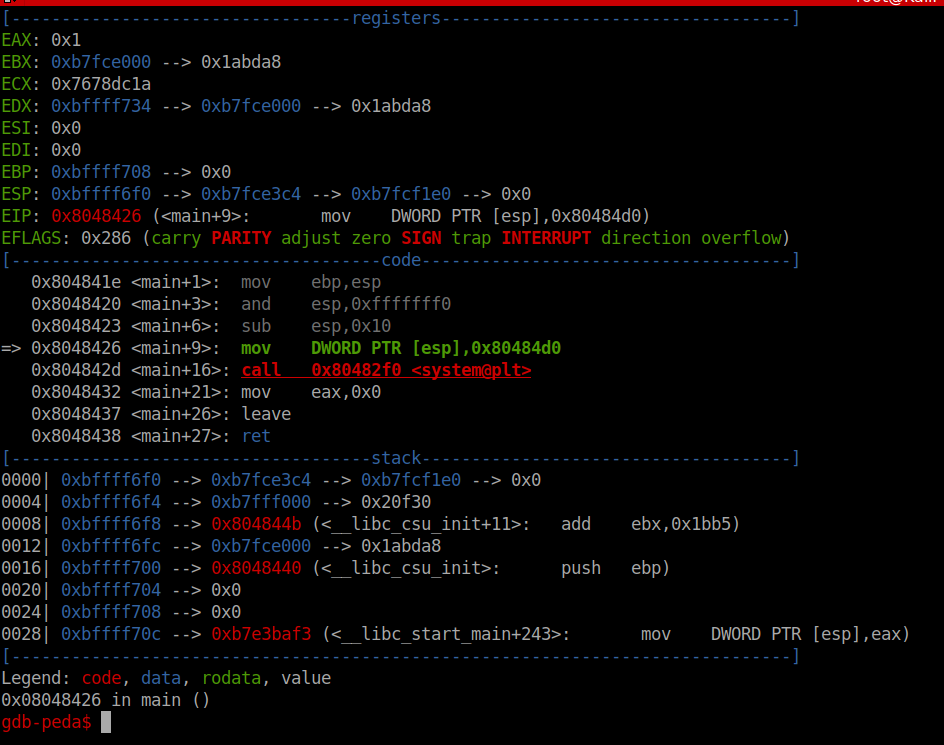 [----------------------------------registers-----------------------------------]
EAX: 0x1
EBX: 0xb7fce000 --> 0x1abda8
ECX: 0x7678dc1a
EDX: 0xbffff734 --> 0xb7fce000 --> 0x1abda8
ESI: 0x0
EDI: 0x0
EBP: 0xbffff708 --> 0x0
ESP: 0xbffff6f0 --> 0xb7fce3c4 --> 0xb7fcf1e0 --> 0x0
EIP: 0x8048426 (<main+9>:       mov    DWORD PTR [esp],0x80484d0)
EFLAGS: 0x286 (carry PARITY adjust zero SIGN trap INTERRUPT direction overflow)
[-------------------------------------code-------------------------------------]
   0x804841e <main+1>:  mov    ebp,esp
   0x8048420 <main+3>:  and    esp,0xfffffff0
   0x8048423 <main+6>:  sub    esp,0x10
=> 0x8048426 <main+9>:  mov    DWORD PTR [esp],0x80484d0
   0x804842d <main+16>: call   0x80482f0 <system@plt>
   0x8048432 <main+21>: mov    eax,0x0
   0x8048437 <main+26>: leave
   0x8048438 <main+27>: ret
[------------------------------------stack-------------------------------------]
0000| 0xbffff6f0 --> 0xb7fce3c4 --> 0xb7fcf1e0 --> 0x0
0004| 0xbffff6f4 --> 0xb7fff000 --> 0x20f30
0008| 0xbffff6f8 --> 0x804844b (<__libc_csu_init+11>:   add    ebx,0x1bb5)
0012| 0xbffff6fc --> 0xb7fce000 --> 0x1abda8
0016| 0xbffff700 --> 0x8048440 (<__libc_csu_init>:      push   ebp)
0020| 0xbffff704 --> 0x0
0024| 0xbffff708 --> 0x0
0028| 0xbffff70c --> 0xb7e3baf3 (<__libc_start_main+243>:       mov    DWORD PTR [esp],eax)
[------------------------------------------------------------------------------]
Legend: code, data, rodata, value
0x08048426 in main ()
gdb-peda$